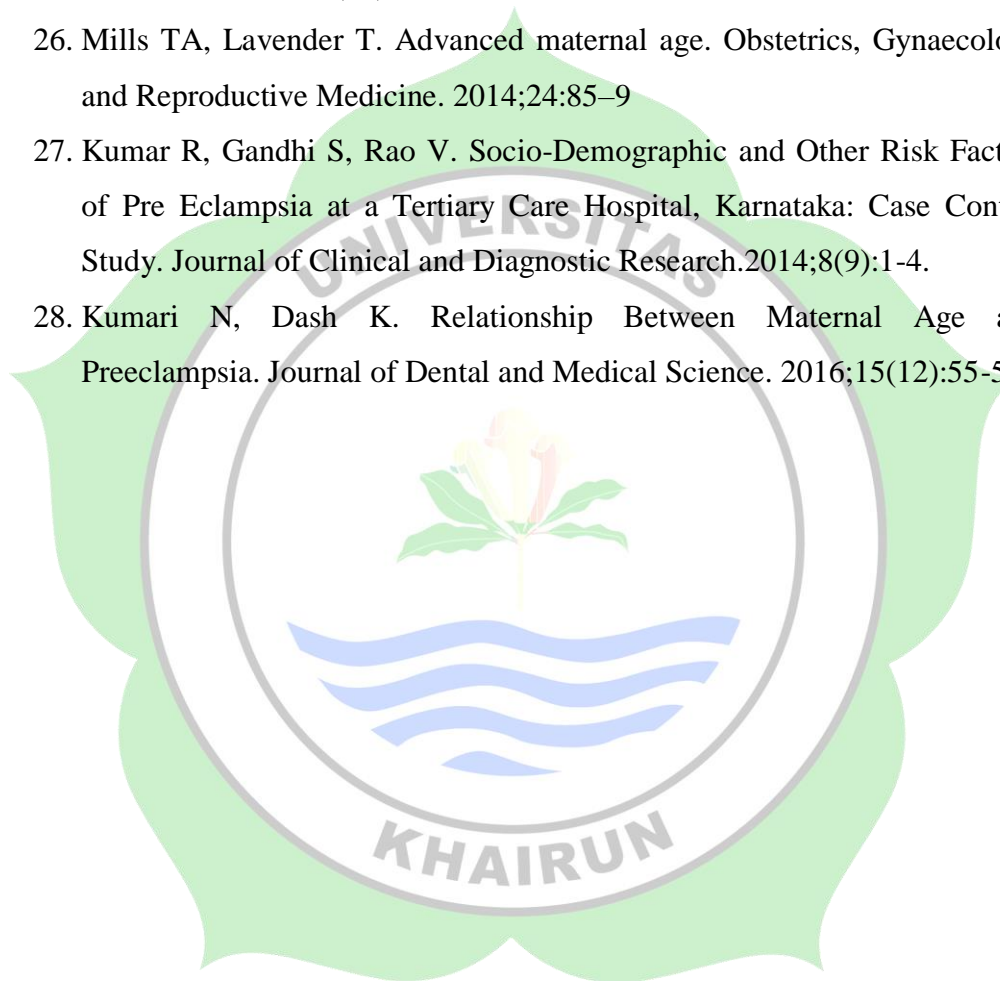 26. Mills TA, Lavender T. Advanced maternal age. Obstetrics,
and Reproductive Medicine. 2014;24:85–9
27. Kumar R, Gandhi S, Rao V. Socio-Demographic and Other Risk
of Pre Eclampsia at a Tertiary Care Hospital, Karnataka: Case
Study. Journal of Clinical and Diagnostic Research.2014;8(9):1-4.
28. Kumari N, Dash K. Relationship Between Maternal Age
Preeclampsia. Journal of Dental and Medical Science. 2016;15(12):55-5
UNIVERSITAS
KHAIRUN